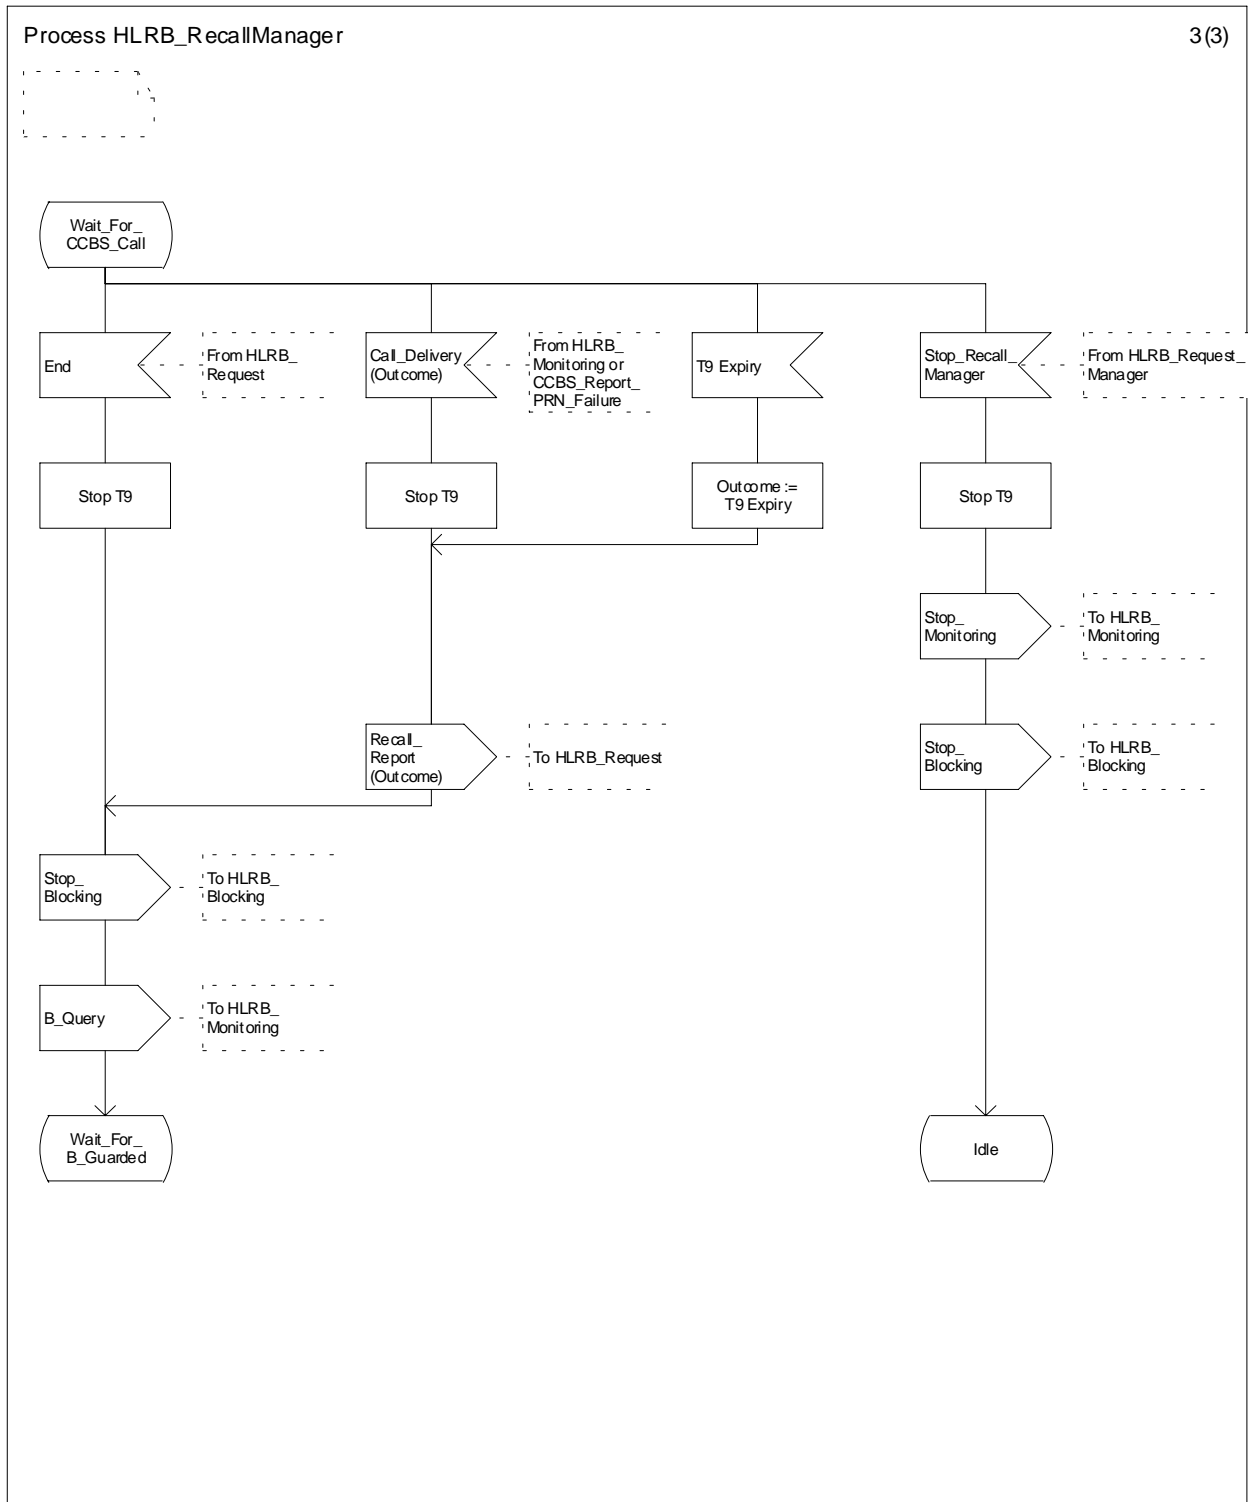 Process HLRB_RecallManager
3(3)
Wait_For_
CCBS_Call
End
From HLRB_
Request
Call_Delivery
(Outcome)
From HLRB_
Monitoring or
CCBS_Report_
PRN_Failure
T9 Expiry
Stop_Recall_
Manager
From HLRB_Request_
Manager
Stop T9
Stop T9
Outcome :=
T9 Expiry
Stop T9
Stop_
Monitoring
To HLRB_
Monitoring
Recall_
Report
(Outcome)
To HLRB_Request
Stop_
Blocking
To HLRB_
Blocking
Stop_
Blocking
To HLRB_
Blocking
B_Query
To HLRB_
Monitoring
Wait_For_
B_Guarded
Idle